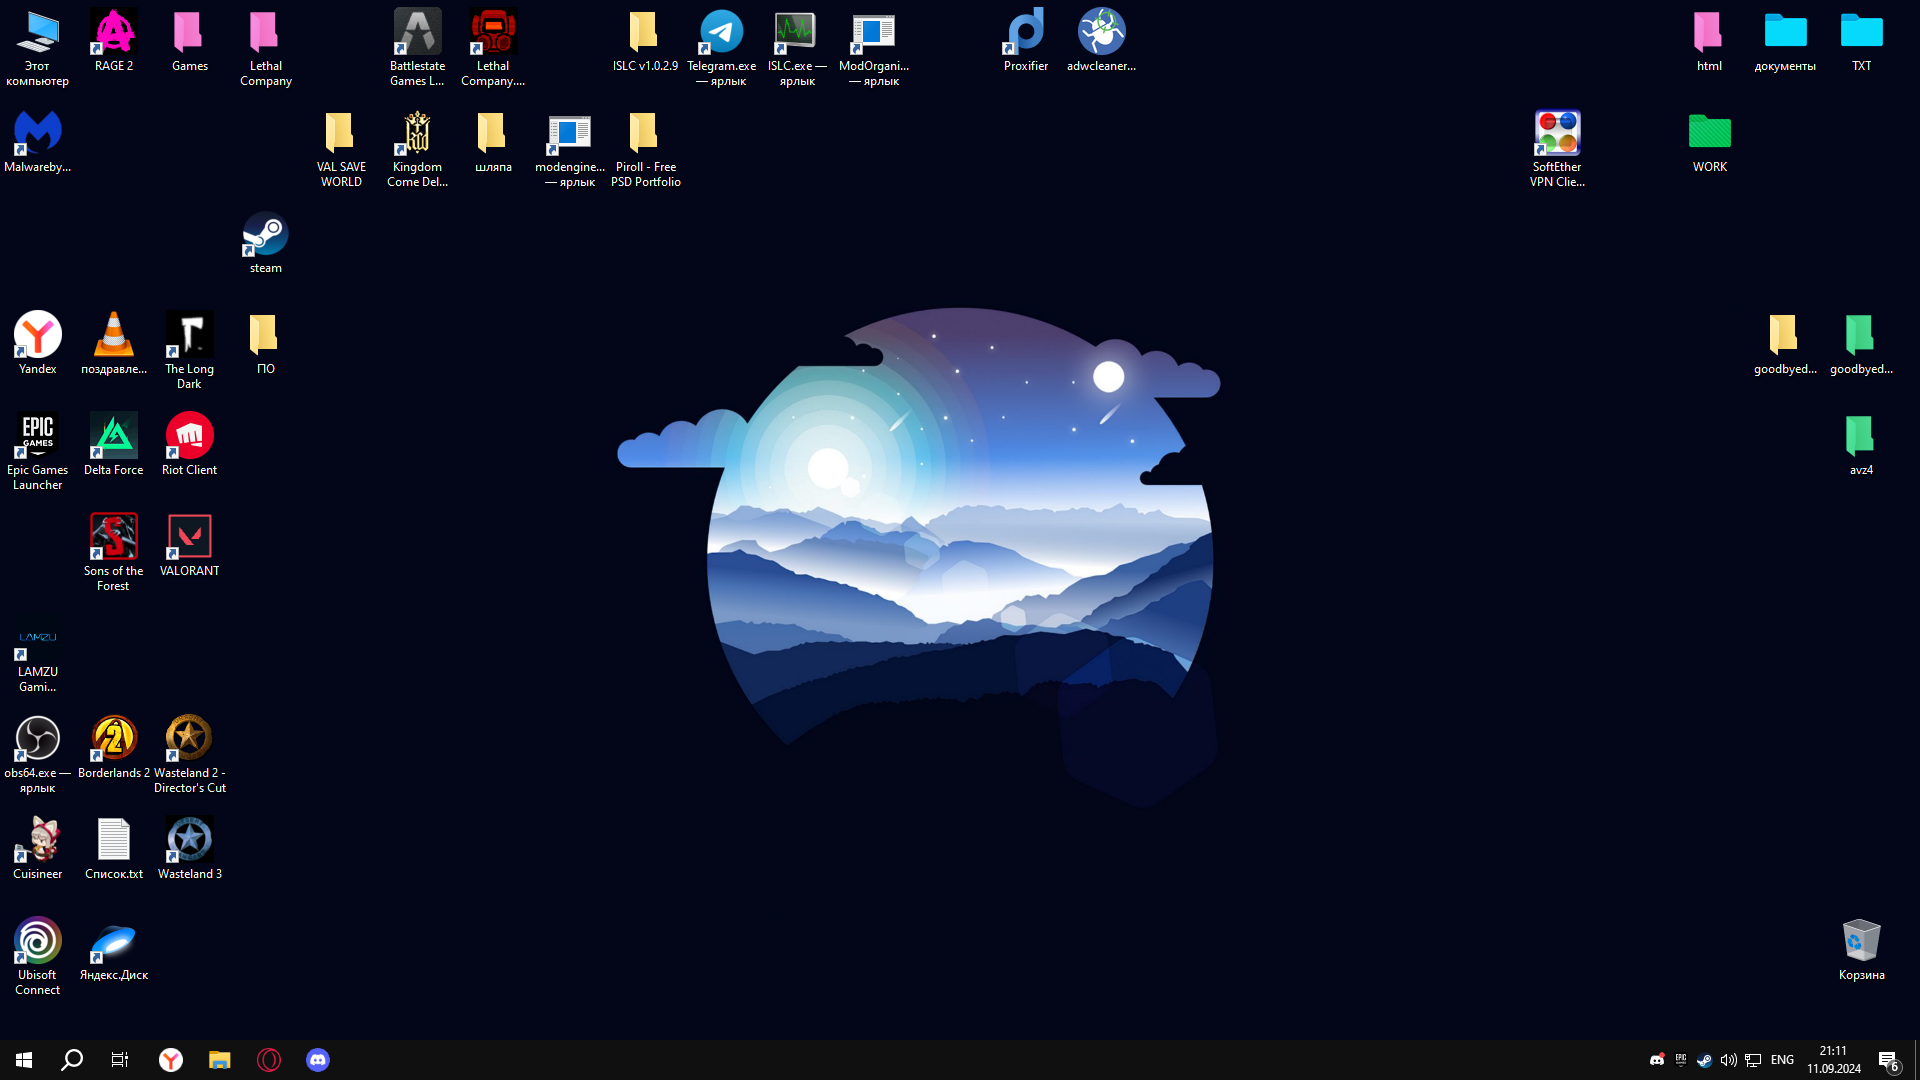 Этот
компьютер
RAGE 2
Games
Lethal
Company
Battlestate
Games L...
Lethal
Company....
ISLC v1.0.2.9
Telegram.exe
— ярлык
ISLC.exe —
ярлык
ModOrgani...
— ярлык
Proxifier
adwcleaner...
html
документы
TXT
Malwareby...
VAL SAVE
WORLD
Kingdom
Come Del...
шляпа
modengine...
— ярлык
Piroll - Free
PSD Portfolio
SoftEther
VPN Clie...
WORK
steam
Yandex
поздравле...
The Long
Dark
ПО
goodbyed...
goodbyed...
EPIC
GAMES
Epic Games
Launcher
Delta Force
Riot Client
avz4
Sons of the
Forest
VALORANT
LAMZU
LAMZU
Gami...
obs64.exe —
ярлык
Borderlands 2
Wasteland 2 -
Director's Cut
Cuisineer
Список.txt
Wasteland 3
Ubisoft
Connect
Яндекс.Диск
Корзина
ENG
21:11
11.09.2024
6